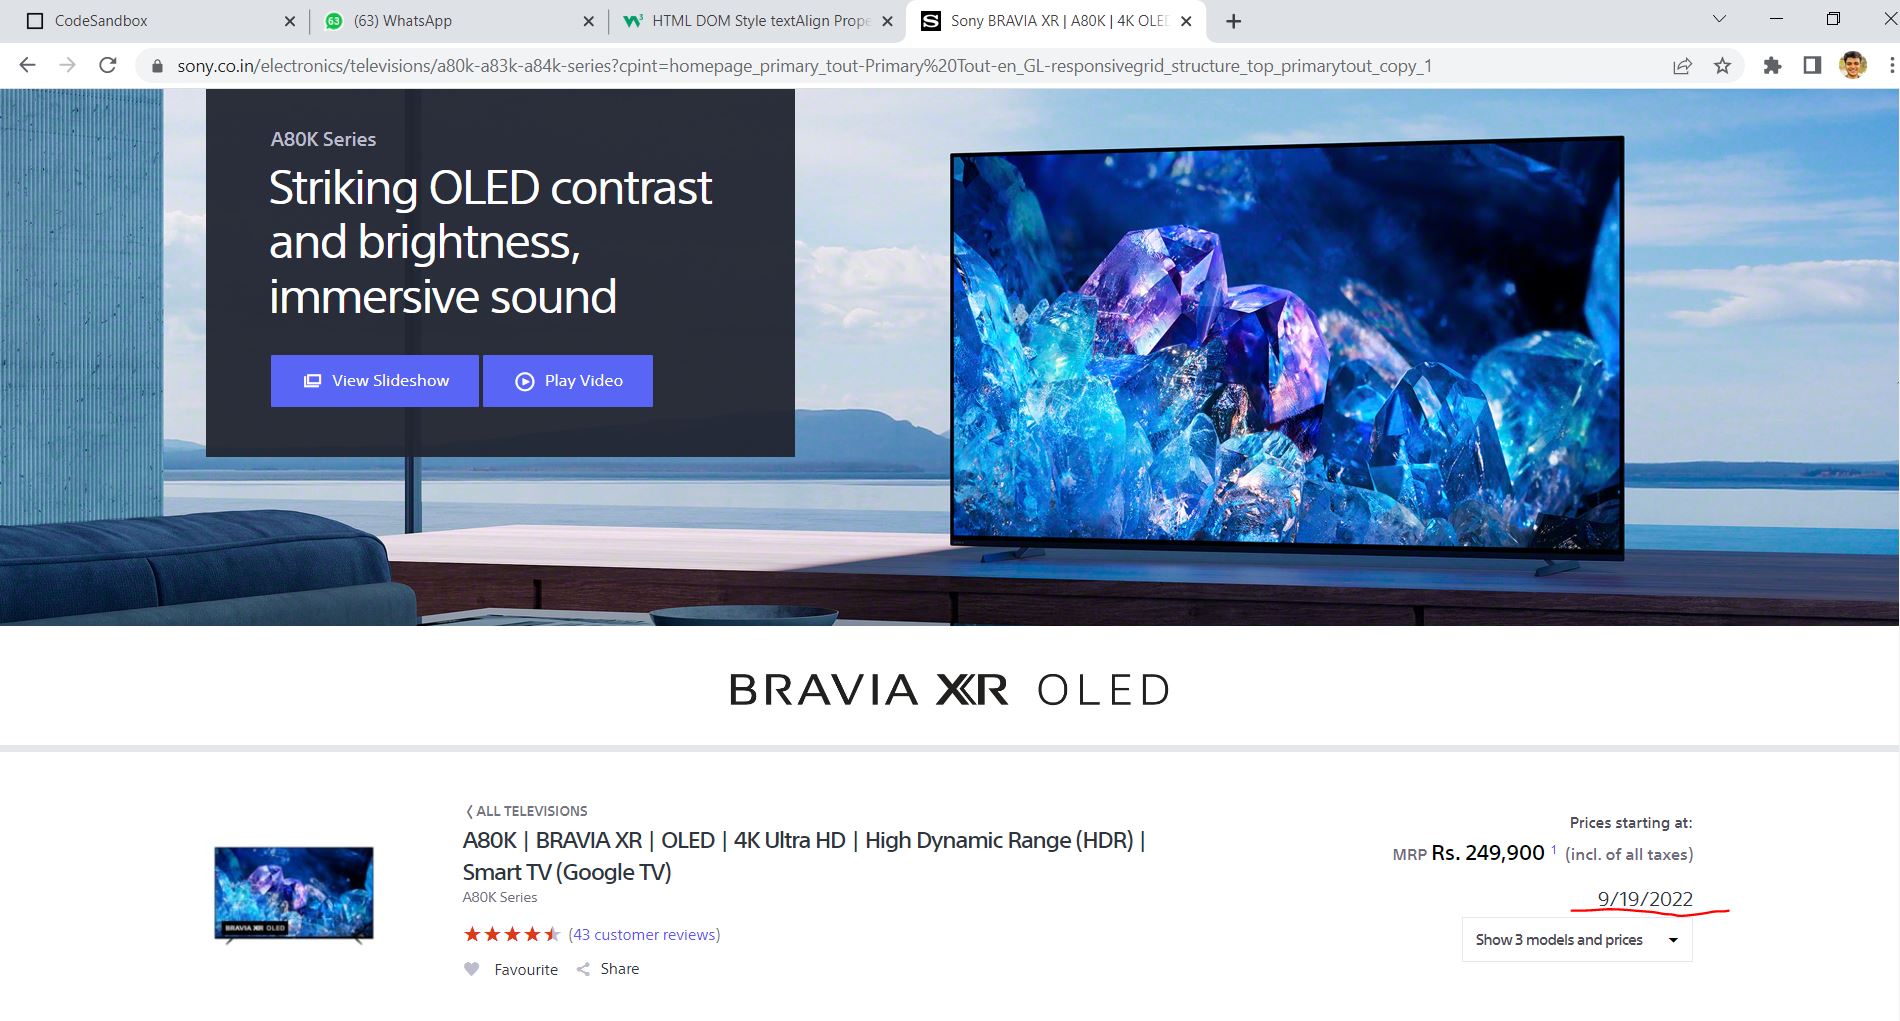 CodeSandbox
(63) WhatsApp
HTML DOM Style textAlign Prope
Sony BRAVIA XR | A80K | 4K OLED
sony.co.in/electronics/televisions/a80k-a83k-a84k-series?cpint=homepage_primary_tout-Primary%20Tout-en_GL-responsivegrid_structure_top_primarytout_copy_1
A80K Series
Striking OLED contrast
and brightness,
immersive sound
View Slideshow
Play Video
BRAVIA XR OLED
ALL TELEVISIONS
A80K | BRAVIA XR | OLED | 4K Ultra HD | High Dynamic Range (HDR) |
Smart TV (Google TV)
A80K Series
(43 customer reviews)
Favourite
Share
BRAVIA XR OLED
Prices starting at:
MRP Rs. 249,900 1 (incl. of all taxes)
9/19/2022
Show 3 models and prices